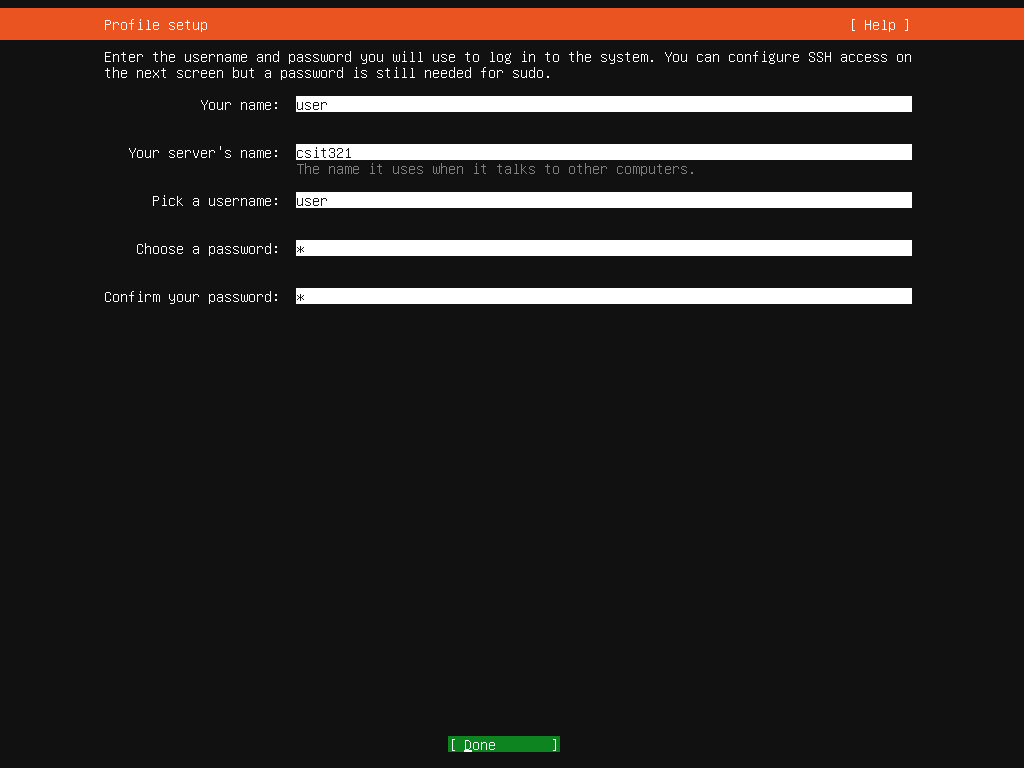 Profile setup [ Help ]
Enter the username and password you will use to log in to the system. You can configure SSH access on
the next screen but a password is still needed for sudo.
Your name: user
Your server's name: csit321
The name it uses when it talks to other computers.
Pick a username: user
Choose a password: *
Confirm your password: *
[ Done ]